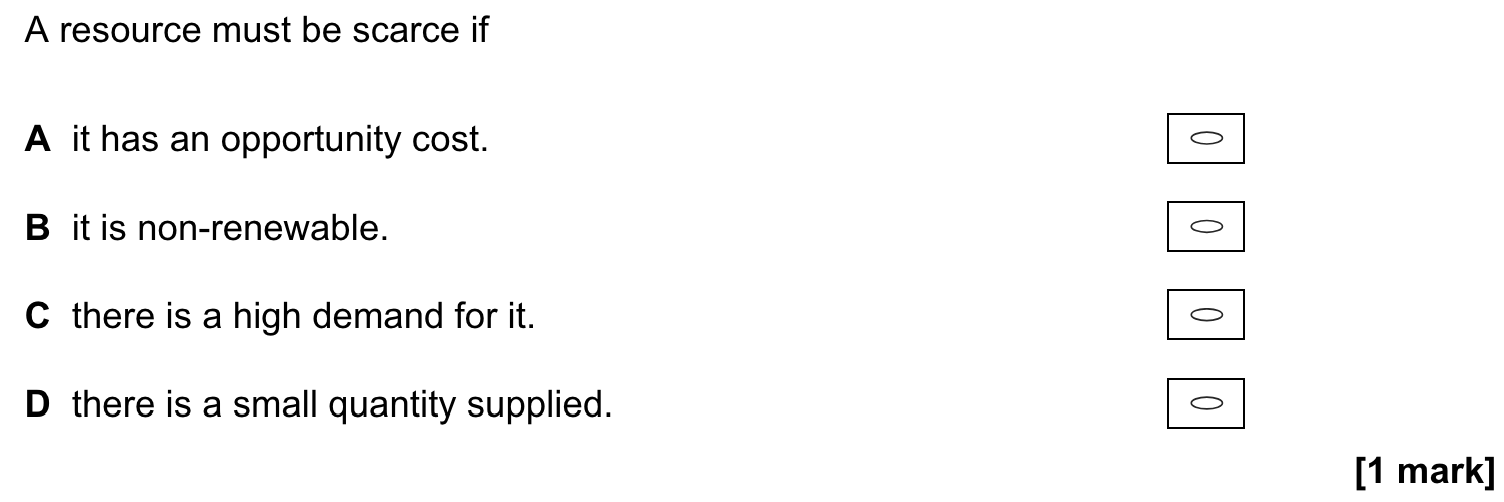 A resource must be scarce if
A it has an opportunity cost.
B it is non-renewable.
C there is a high demand for it.
D there is a small quantity supplied.
[1 mark]